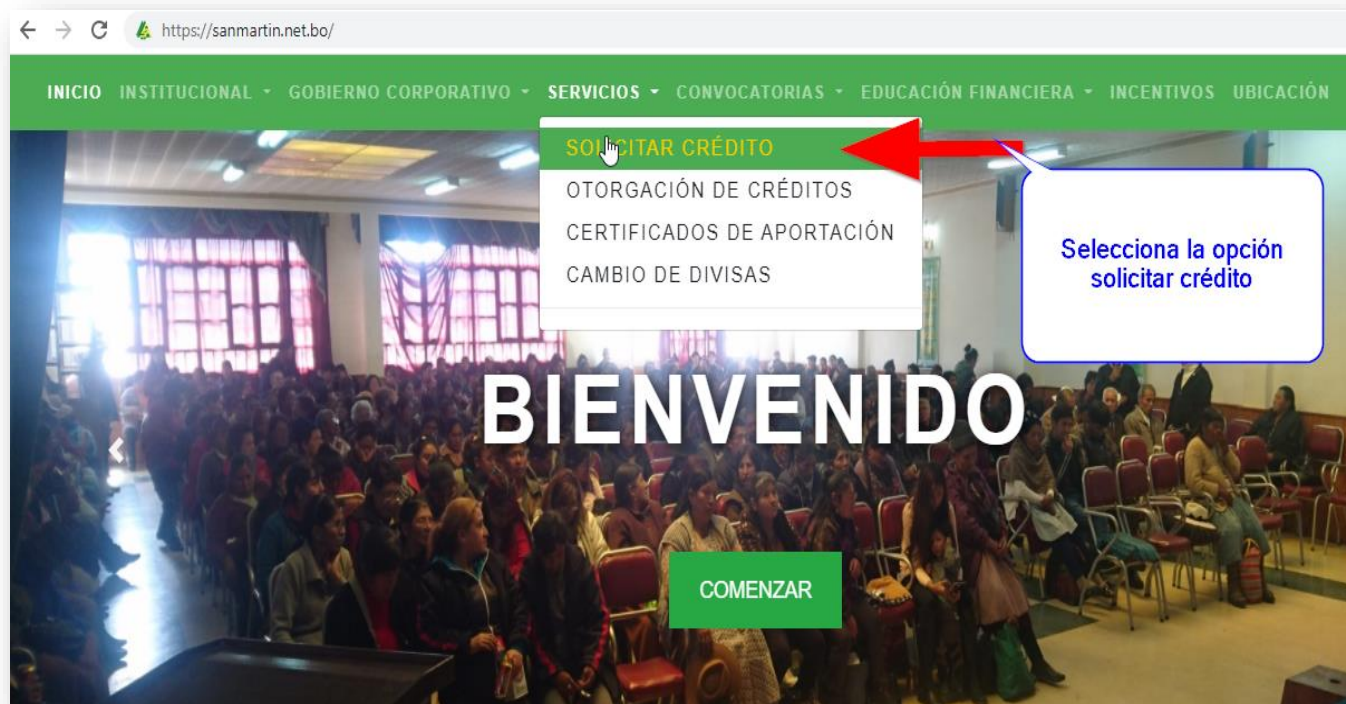 https://sanmartin.net.bo/
INICIO INSTITUCIONAL GOBIERNO CORPORATIVO SERVICIOS CONVOCATORIAS EDUCACIÓN FINANCIERA INCENTIVOS UBICACIÓN
SOLICITAR CRÉDITO
OTORGACIÓN DE CRÉDITOS
CERTIFICADOS DE APORTACIÓN
CAMBIO DE DIVISAS
Selecciona la opción
solicitar crédito
BIENVENIDO
COMENZAR